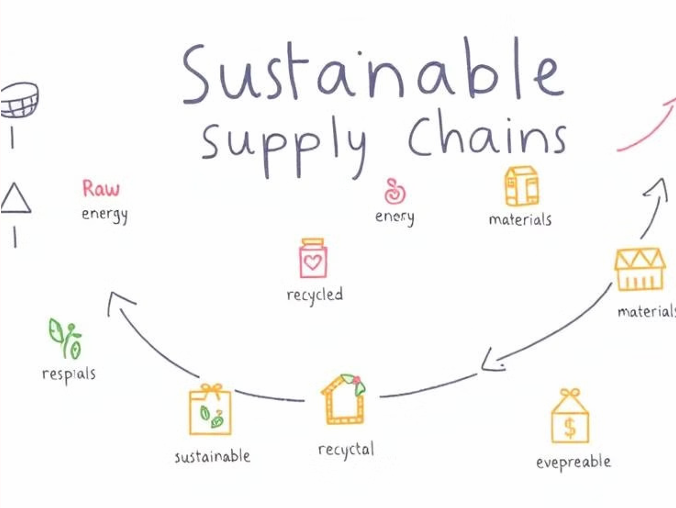 Sustainable
supply Chains
Raw
energy
enery
materials
recycled
materials
respials
sustainable
recyctal
evepreable